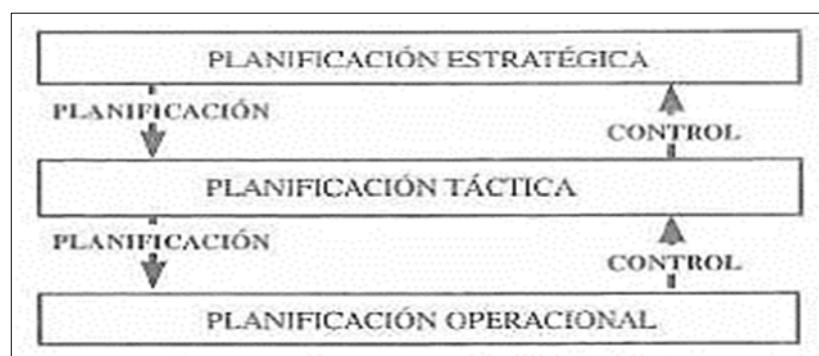 PLANIFICACIÓN ESTRATÉGICA
PLANIFICACIÓN
CONTROL
PLANIFICACIÓN TÁCTICA
PLANIFICACIÓN
CONTROL
PLANIFICACIÓN OPERACIONAL